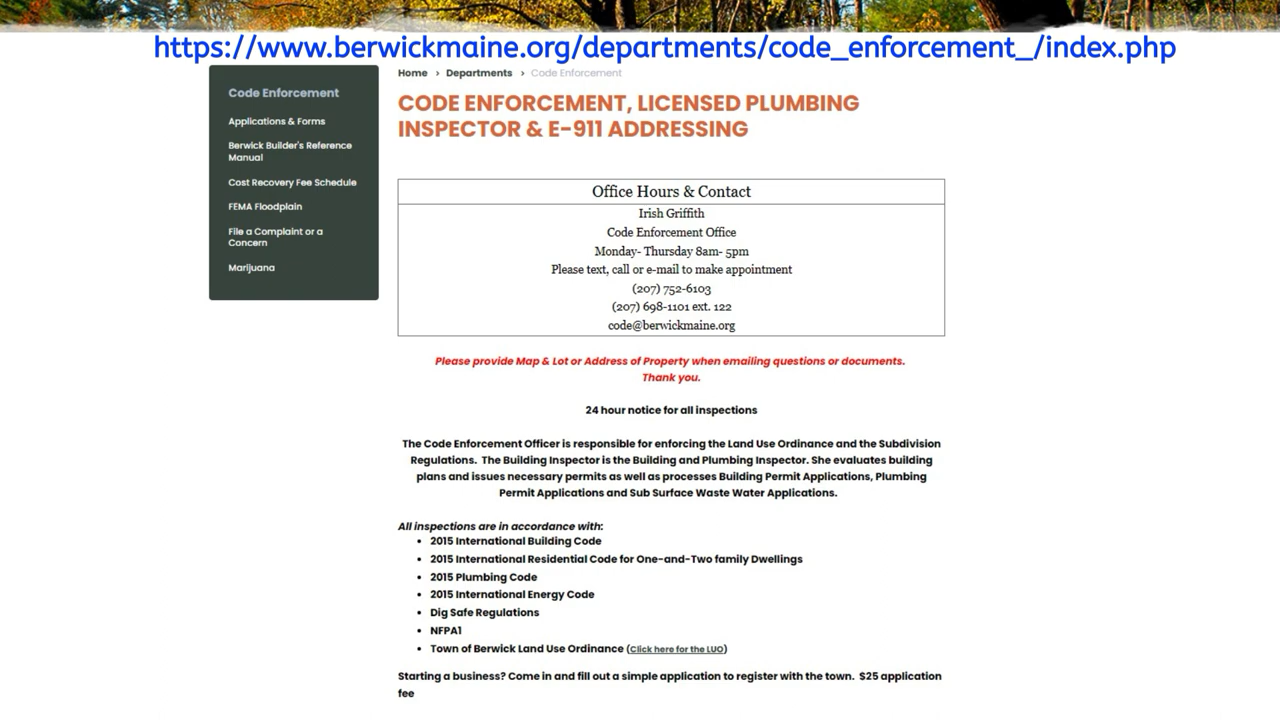 https://www.berwickmaine.org/departments/code_enforcement_/index.php
Home > Departments > Code Enforcement
Code Enforcement
Applications & Forms
Berwick Builder's Reference
Manual
Cost Recovery Fee Schedule
FEMA Floodplain
File a Complaint or a
Concern
Marijuana
CODE ENFORCEMENT, LICENSED PLUMBING
INSPECTOR & E-911 ADDRESSING
Office Hours & Contact
Irish Griffith
Code Enforcement Office
Monday- Thursday 8am- 5pm
Please text, call or e-mail to make appointment
(207) 752-6103
(207) 698-1101 ext. 122
code@berwickmaine.org
Please provide Map & Lot or Address of Property when emailing questions or documents.
Thank you.
24 hour notice for all inspections
The Code Enforcement Officer is responsible for enforcing the Land Use Ordinance and the Subdivision
Regulations. The Building Inspector is the Building and Plumbing Inspector. She evaluates building
plans and issues necessary permits as well as processes Building Permit Applications, Plumbing
Permit Applications and Sub Surface Waste Water Applications.
All inspections are in accordance with:
• 2015 International Building Code
• 2015 International Residential Code for One-and-Two family Dwellings
• 2015 Plumbing Code
• 2015 International Energy Code
• Dig Safe Regulations
• NFPA1
• Town of Berwick Land Use Ordinance (Click here for the LUO)
Starting a business? Come in and fill out a simple application to register with the town. $25 application
fee